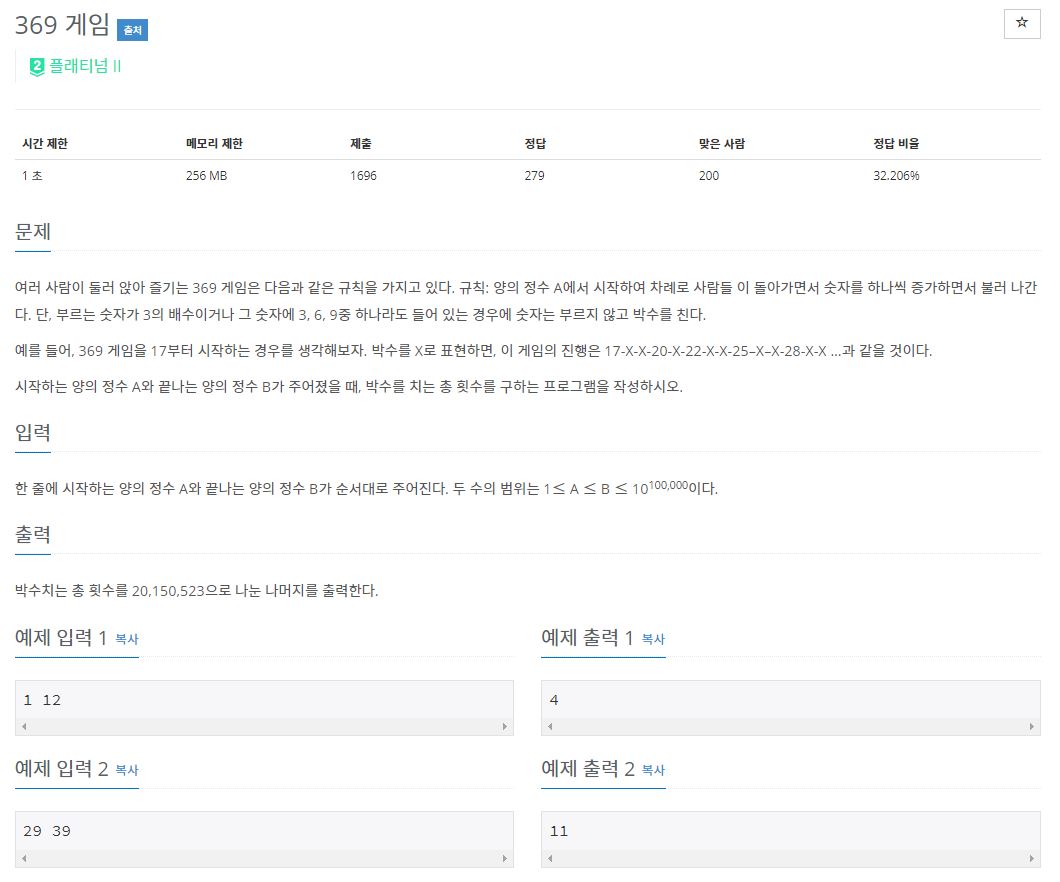 369 게임 출처
☆
2 플래티넘 II
시간 제한 메모리 제한 제출 정답 맞은 사람 정답 비율
1 초 256 MB 1696 279 200 32.206%
문제
여러 사람이 둘러 앉아 즐기는 369 게임은 다음과 같은 규칙을 가지고 있다. 규칙: 양의 정수 A에서 시작하여 차례로 사람들 이 돌아가면서 숫자를 하나씩 증가하면서 불러 나간
다. 단, 부르는 숫자가 3의 배수이거나 그 숫자에 3, 6, 9중 하나라도 들어 있는 경우에 숫자는 부르지 않고 박수를 친다.
예를 들어, 369 게임을 17부터 시작하는 경우를 생각해보자. 박수를 X로 표현하면, 이 게임의 진행은 17-X-X-20-X-22-X-X-25–X–X-28-X-X ...과 같을 것이다.
시작하는 양의 정수 A와 끝나는 양의 정수 B가 주어졌을 때, 박수를 치는 총 횟수를 구하는 프로그램을 작성하시오.
입력
한 줄에 시작하는 양의 정수 A와 끝나는 양의 정수 B가 순서대로 주어진다. 두 수의 범위는 1≤ A ≤ B ≤ 10^100,000이다.
출력
박수치는 총 횟수를 20,150,523으로 나눈 나머지를 출력한다.
예제 입력 1 복사
1 12
예제 출력 1 복사
4
예제 입력 2 복사
29 39
예제 출력 2 복사
11